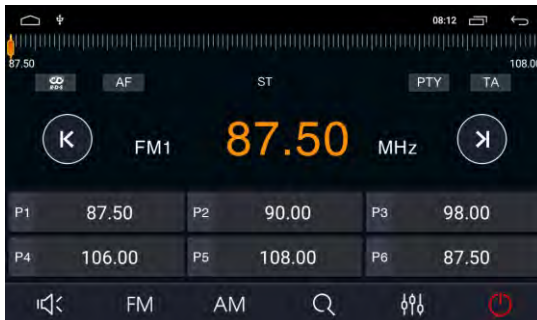 08:12
87.50 108.00
R·D·S AF ST PTY TA
FM1 87.50 MHz
P1 87.50 P2 90.00 P3 98.00
P4 106.00 P5 108.00 P6 87.50
FM AM